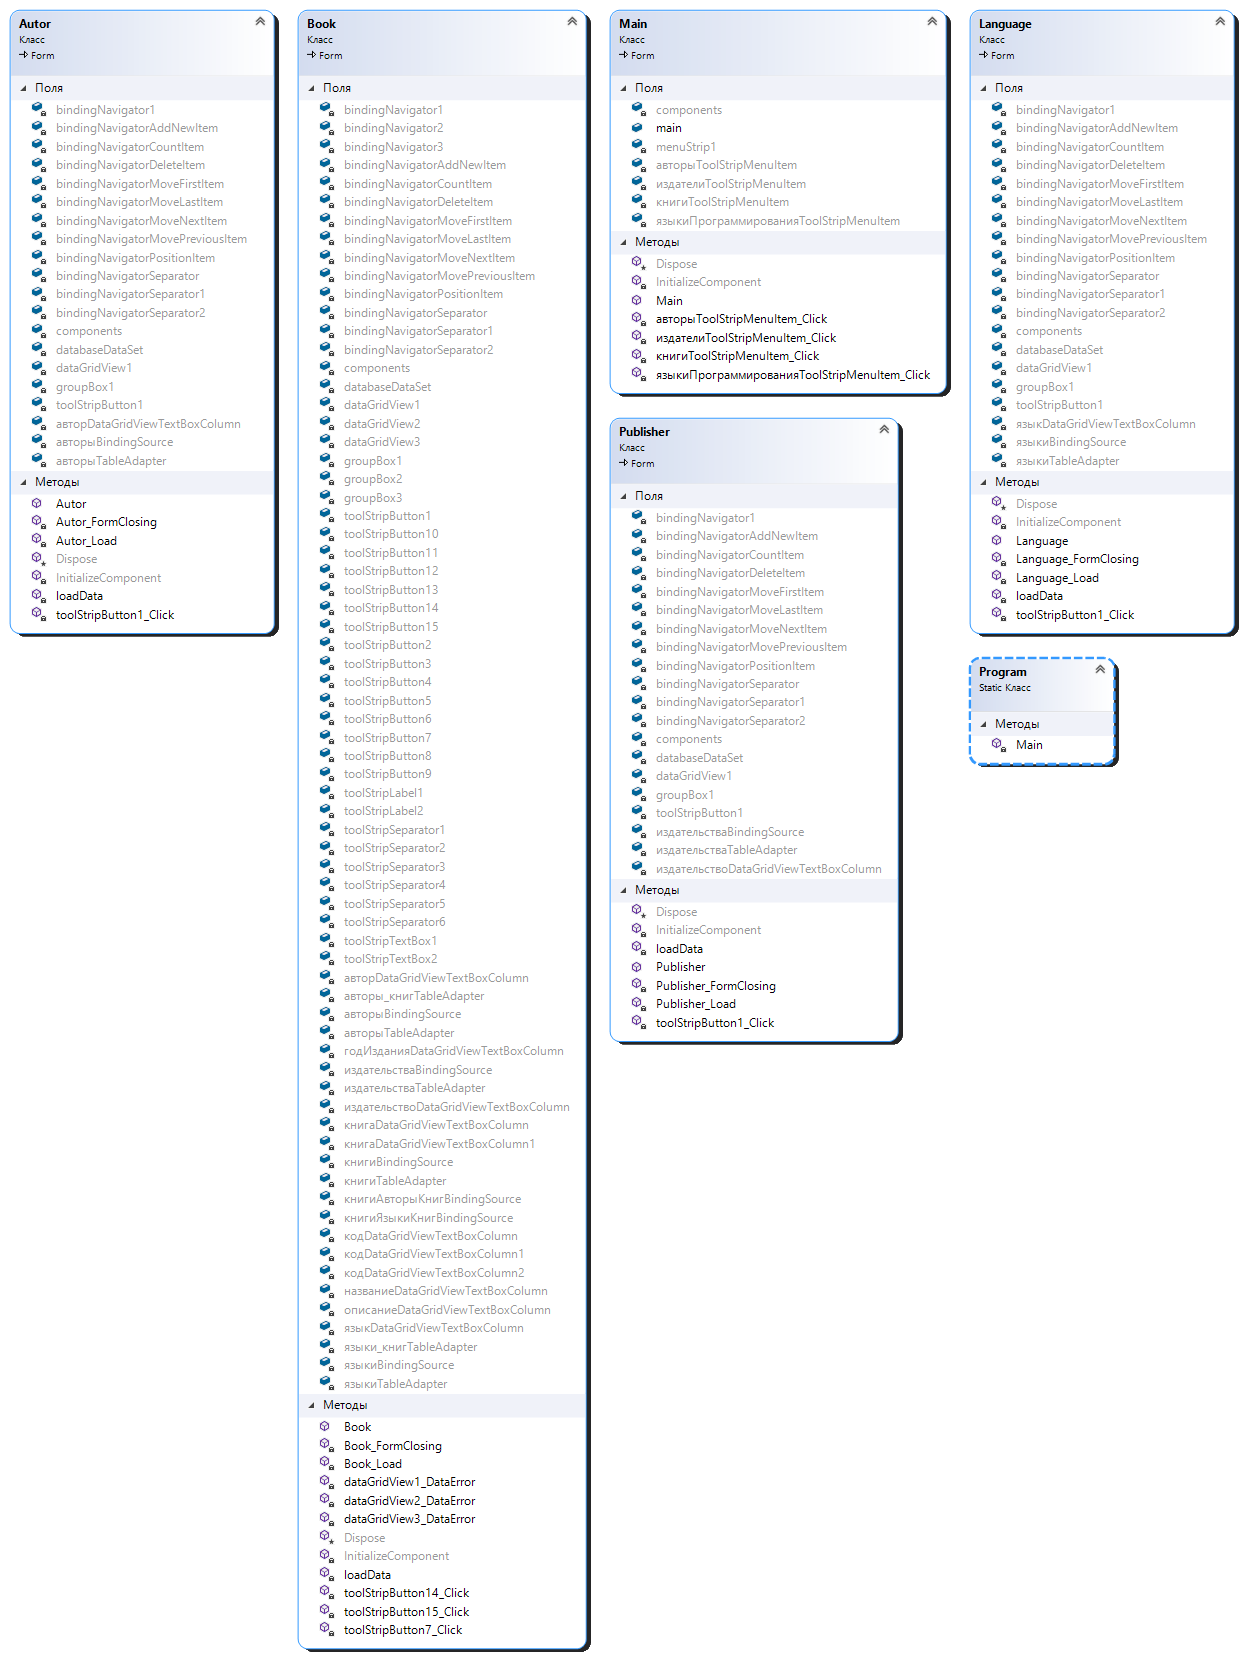 Autor
Класс
Form
Поля
bindingNavigator1
bindingNavigatorAddNewItem
bindingNavigatorCountItem
bindingNavigatorDeleteItem
bindingNavigatorMoveFirstItem
bindingNavigatorMoveLastItem
bindingNavigatorMoveNextItem
bindingNavigatorMovePreviousItem
bindingNavigatorPositionItem
bindingNavigatorSeparator
bindingNavigatorSeparator1
bindingNavigatorSeparator2
components
databaseDataSet
dataGridView1
groupBox1
toolStripButton1
авторDataGridViewTextBoxColumn
авторыBindingSource
авторыTableAdapter
Методы
Autor
Autor_FormClosing
Autor_Load
Dispose
InitializeComponent
loadData
toolStripButton1_Click
Book
Класс
Form
Поля
bindingNavigator1
bindingNavigator2
bindingNavigator3
bindingNavigatorAddNewItem
bindingNavigatorCountItem
bindingNavigatorDeleteItem
bindingNavigatorMoveFirstItem
bindingNavigatorMoveLastItem
bindingNavigatorMoveNextItem
bindingNavigatorMovePreviousItem
bindingNavigatorPositionItem
bindingNavigatorSeparator
bindingNavigatorSeparator1
bindingNavigatorSeparator2
components
databaseDataSet
dataGridView1
dataGridView2
dataGridView3
groupBox1
groupBox2
groupBox3
toolStripButton1
toolStripButton10
toolStripButton11
toolStripButton12
toolStripButton13
toolStripButton14
toolStripButton15
toolStripButton2
toolStripButton3
toolStripButton4
toolStripButton5
toolStripButton6
toolStripButton7
toolStripButton8
toolStripButton9
toolStripLabel1
toolStripLabel2
toolStripSeparator1
toolStripSeparator2
toolStripSeparator3
toolStripSeparator4
toolStripSeparator5
toolStripSeparator6
toolStripTextBox1
toolStripTextBox2
авторDataGridViewTextBoxColumn
авторы_книгTableAdapter
авторыBindingSource
авторыTableAdapter
годИзданияDataGridViewTextBoxColumn
издательстваBindingSource
издательстваTableAdapter
издательствоDataGridViewTextBoxColumn
книгаDataGridViewTextBoxColumn
книгаDataGridViewTextBoxColumn1
книгиBindingSource
книгиTableAdapter
книгиАвторыКнигBindingSource
книгиЯзыкиКнигBindingSource
кодDataGridViewTextBoxColumn
кодDataGridViewTextBoxColumn1
кодDataGridViewTextBoxColumn2
названиеDataGridViewTextBoxColumn
описаниеDataGridViewTextBoxColumn
языкDataGridViewTextBoxColumn
языки_книгTableAdapter
языкиBindingSource
языкиTableAdapter
Методы
Book
Book_FormClosing
Book_Load
dataGridView1_DataError
dataGridView2_DataError
dataGridView3_DataError
Dispose
InitializeComponent
loadData
toolStripButton14_Click
toolStripButton15_Click
toolStripButton7_Click
Main
Класс
Form
Поля
components
main
menuStrip1
авторыToolStripMenuItem
издателиToolStripMenuItem
книгиToolStripMenuItem
языкиПрограммированияToolStripMenuItem
Методы
Dispose
InitializeComponent
Main
авторыToolStripMenuItem_Click
издателиToolStripMenuItem_Click
книгиToolStripMenuItem_Click
языкиПрограммированияToolStripMenuItem_Click
Publisher
Класс
Form
Поля
bindingNavigator1
bindingNavigatorAddNewItem
bindingNavigatorCountItem
bindingNavigatorDeleteItem
bindingNavigatorMoveFirstItem
bindingNavigatorMoveLastItem
bindingNavigatorMoveNextItem
bindingNavigatorMovePreviousItem
bindingNavigatorPositionItem
bindingNavigatorSeparator
bindingNavigatorSeparator1
bindingNavigatorSeparator2
components
databaseDataSet
dataGridView1
groupBox1
toolStripButton1
издательстваBindingSource
издательстваTableAdapter
издательствоDataGridViewTextBoxColumn
Методы
Dispose
InitializeComponent
loadData
Publisher
Publisher_FormClosing
Publisher_Load
toolStripButton1_Click
Language
Класс
Form
Поля
bindingNavigator1
bindingNavigatorAddNewItem
bindingNavigatorCountItem
bindingNavigatorDeleteItem
bindingNavigatorMoveFirstItem
bindingNavigatorMoveLastItem
bindingNavigatorMoveNextItem
bindingNavigatorMovePreviousItem
bindingNavigatorPositionItem
bindingNavigatorSeparator
bindingNavigatorSeparator1
bindingNavigatorSeparator2
components
databaseDataSet
dataGridView1
groupBox1
toolStripButton1
языкDataGridViewTextBoxColumn
языкиBindingSource
языкиTableAdapter
Методы
Dispose
InitializeComponent
Language
Language_FormClosing
Language_Load
loadData
toolStripButton1_Click
Program
Static Класс
Методы
Main